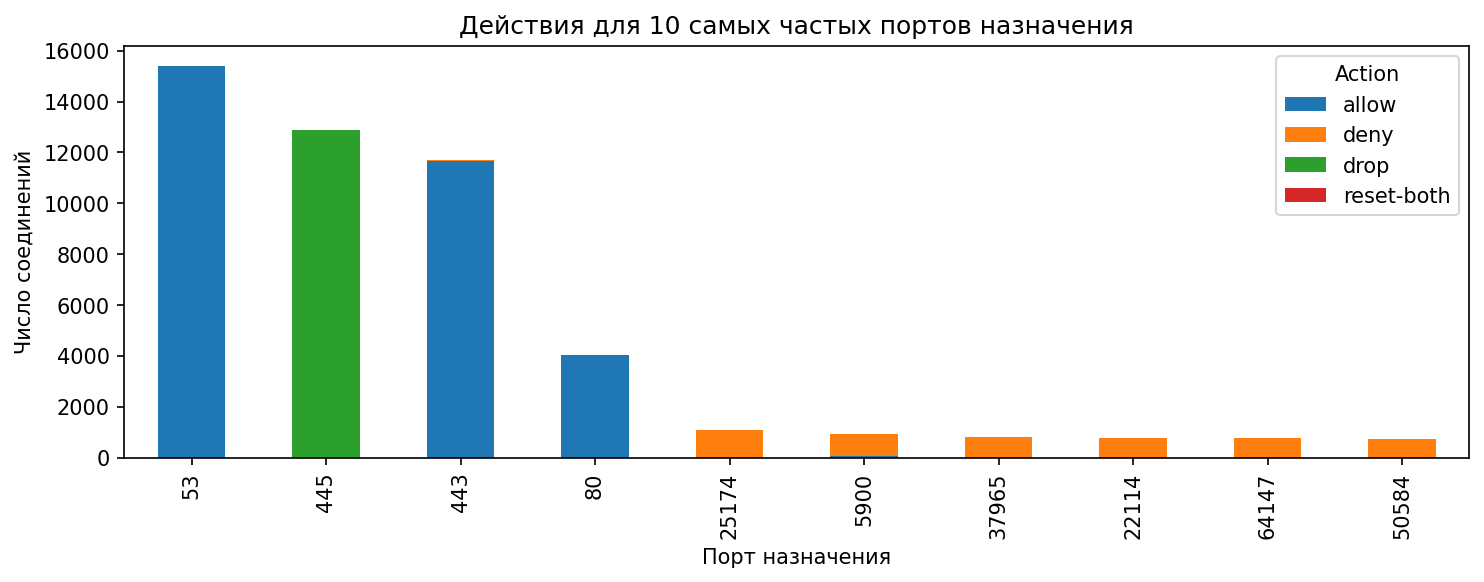 Действия для 10 самых частых портов назначения
16000
14000
12000
10000
8000
6000
4000
2000
0
Число соединений
Action
allow
deny
drop
reset-both
53
445
443
80
25174
5900
37965
22114
64147
50584
Порт назначения